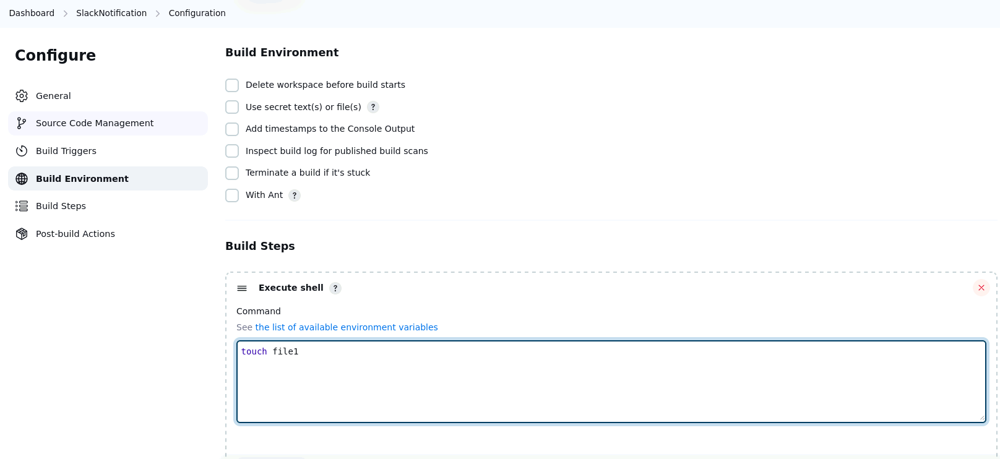 Dashboard > SlackNotification > Configuration
Configure
General
Source Code Management
Build Triggers
Build Environment
Build Steps
Post-build Actions
Build Environment
Delete workspace before build starts
Use secret text(s) or file(s) ?
Add timestamps to the Console Output
Inspect build log for published build scans
Terminate a build if it's stuck
With Ant ?
Build Steps
Execute shell ?
Command
See the list of available environment variables
touch file1